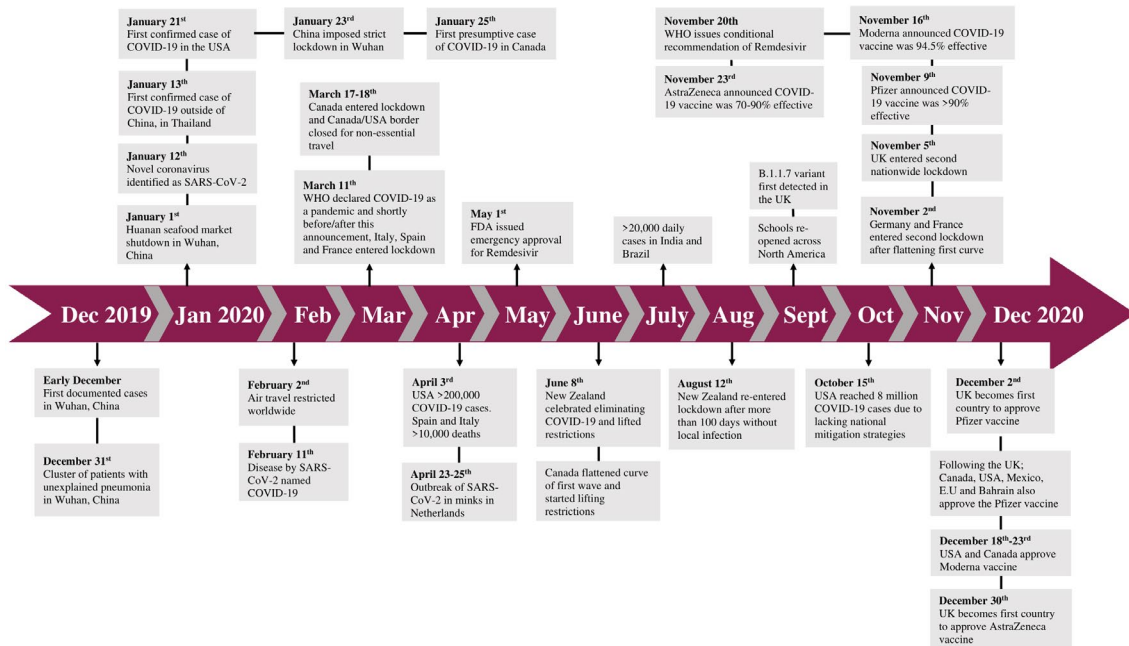 January 21st
First confirmed case of
COVID-19 in the USA
January 23rd
China imposed strict
lockdown in Wuhan
January 25th
First presumptive case
of COVID-19 in Canada
January 13th
First confirmed case of
COVID-19 outside of
China, in Thailand
January 12th
Novel coronavirus
identified as SARS-CoV-2
January 1st
Huanan seafood market
shutdown in Wuhan,
China
March 17-18th
Canada entered lockdown
and Canada/USA border
closed for non-essential
travel
March 11th
WHO declared COVID-19 as
a pandemic and shortly
before/after this
announcement, Italy, Spain
and France entered lockdown
May 1st
FDA issued
emergency approval
for Remdesivir
>20,000 daily
cases in India and
Brazil
B.1.1.7 variant
first detected in
the UK
Schools re-
opened across
North America
November 20th
WHO issues conditional
recommendation of Remdesivir
November 23rd
AstraZeneca announced COVID-
19 vaccine was 70-90% effective
November 16th
Moderna announced COVID-19
vaccine was 94.5% effective
November 9th
Pfizer announced COVID-
19 vaccine was >90%
effective
November 5th
UK entered second
nationwide lockdown
November 2nd
Germany and France
entered second lockdown
after flattening first curve
Dec 2019
Jan 2020
Feb
Mar
Apr
May
June
July
Aug
Sept
Oct
Nov
Dec 2020
Early December
First documented cases
in Wuhan, China
December 31st
Cluster of patients with
unexplained pneumonia
in Wuhan, China
February 2nd
Air travel restricted
worldwide
February 11th
Disease by SARS-
CoV-2 named
COVID-19
April 3rd
USA >200,000
COVID-19 cases.
Spain and Italy
>10,000 deaths
April 23-25th
Outbreak of SARS-
CoV-2 in minks in
Netherlands
June 8th
New Zealand
celebrated eliminating
COVID-19 and lifted
restrictions
Canada flattened curve
of first wave and
started lifting
restrictions
August 12th
New Zealand re-entered
lockdown after more
than 100 days without
local infection
October 15th
USA reached 8 million
COVID-19 cases due to
lacking national
mitigation strategies
December 2nd
UK becomes first
country to approve
Pfizer vaccine
Following the UK;
Canada, USA, Mexico,
E.U and Bahrain also
approve the Pfizer vaccine
December 18th-23rd
USA and Canada approve
Moderna vaccine
December 30th
UK becomes first country
to approve AstraZeneca
vaccine